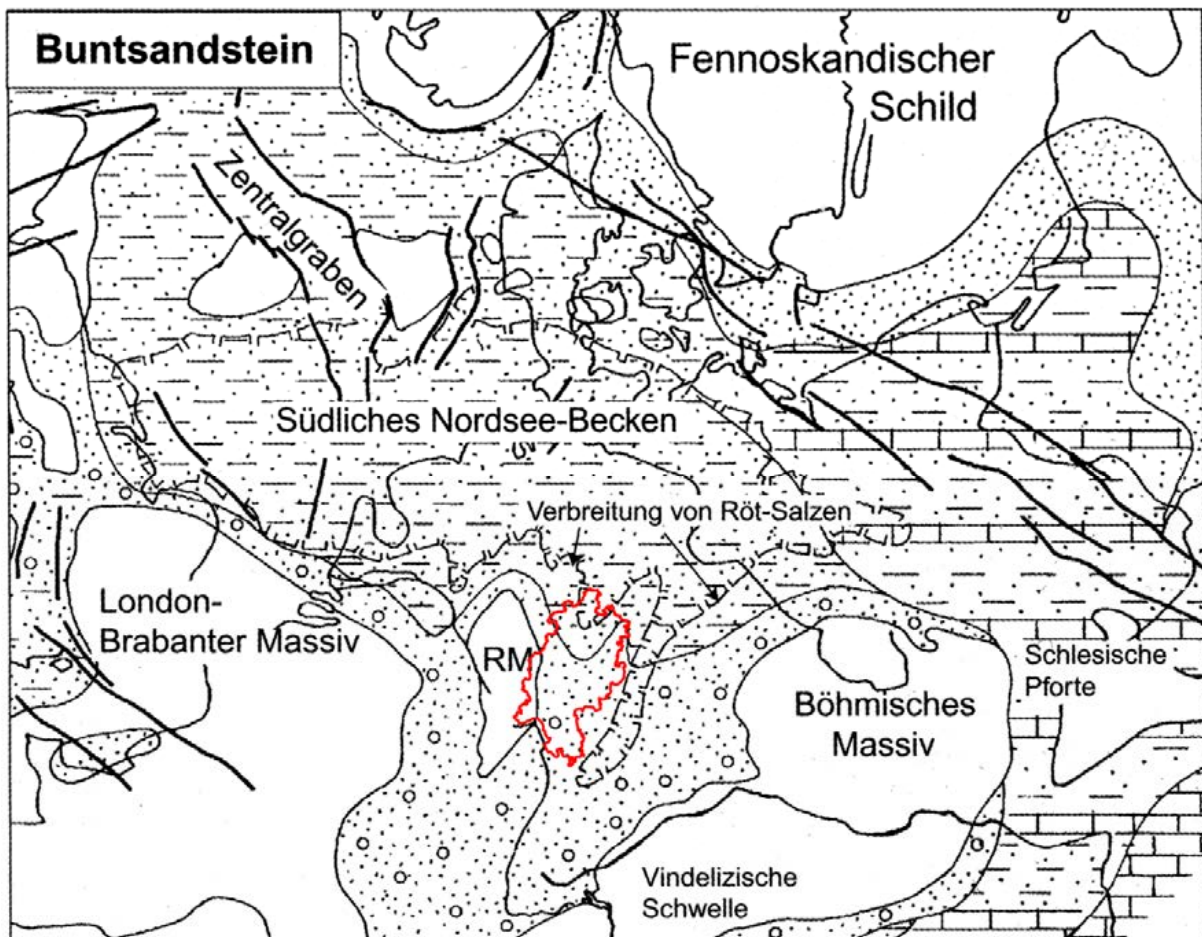 Buntsandstein
Fennoskandischer
Schild
Zentralgraben
Südliches Nordsee-Becken
Verbreitung von Röt-Salzen
London-
Brabanter Massiv
RM
Schlesische
Pforte
Böhmisches
Massiv
Vindelizische
Schwelle